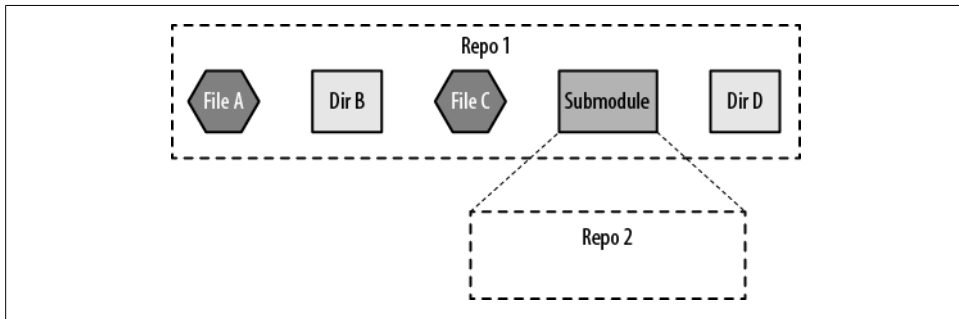 Repo 1
File A
Dir B
File C
Submodule
Dir D
Repo 2